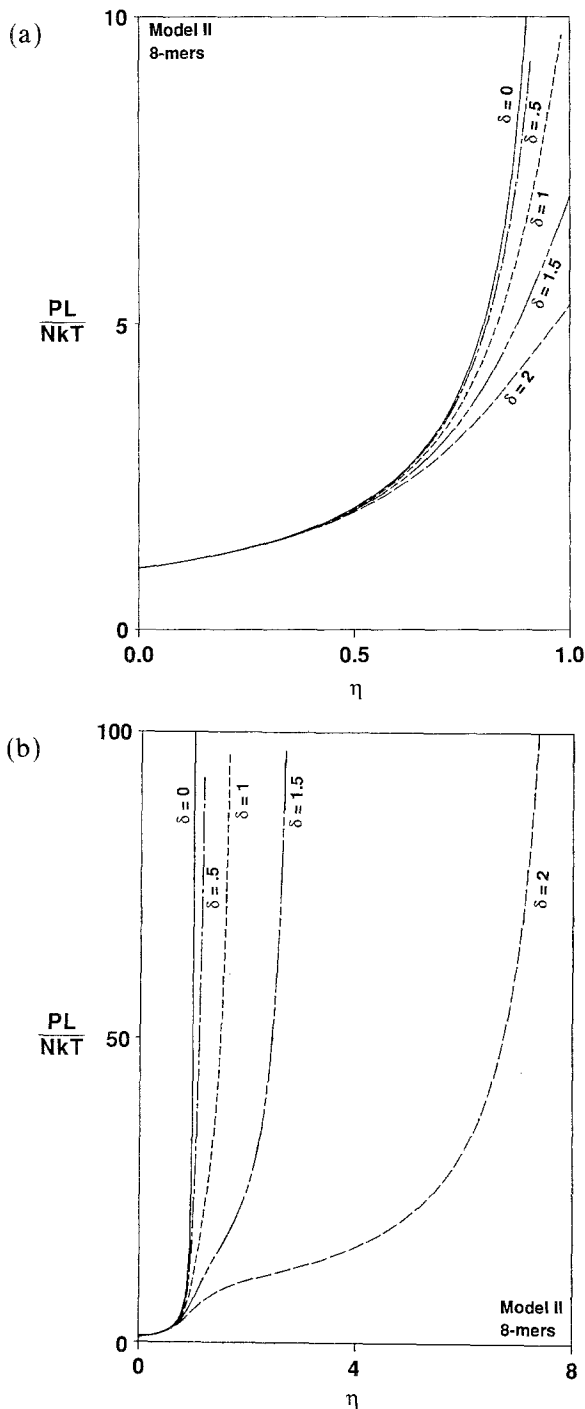 (a)
Model II
8-mers
10
5
0
PL
NkT
δ = 0
δ = .5
δ = 1
δ = 1.5
δ = 2
0.0
0.5
1.0
η
(b)
100
50
0
PL
NkT
δ = 0
δ = .5
δ = 1
δ = 1.5
δ = 2
Model II
8-mers
0
4
8
η